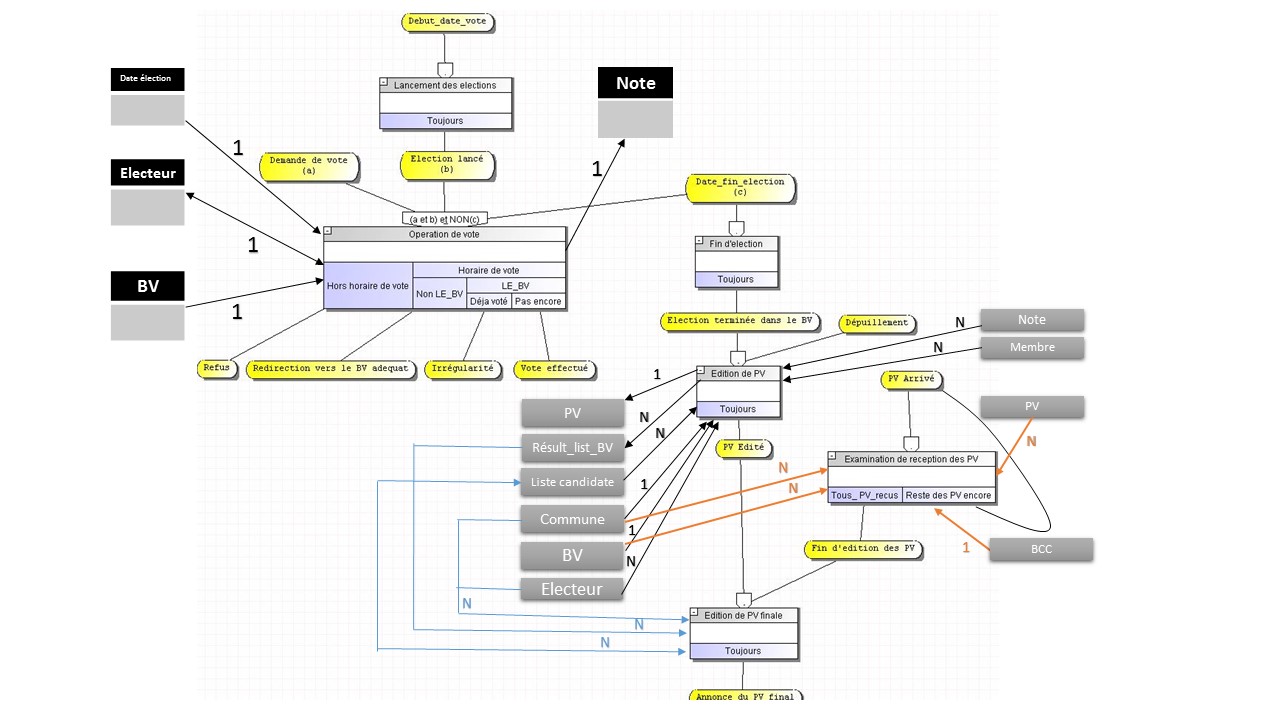 Debut_date_vote
Date élection
Lancement des elections
Note
Toujours
1
Demande de vote
(a)
Election lancé
(b)
1
Electeur
Date_fin_election
(c)
(a et b) et NON(c)
Operation de vote
1
Fin d'election
Horaire de vote
Hors horaire de vote
Non LE_BV
LE_BV
Déja voté
Pas encore
Toujours
BV
1
Election terminée dans le BV
Dépuillement
N
Note
N
Membre
Refus
Redirection vers le BV adequat
Irrégularité
Vote effectué
1
Edition de PV
Toujours
PV Arrivé
PV
PV
N
N
N
Résult_list_BV
PV Edité
Examination de reception des PV
N
Liste candidate
1
N
Tous_ PV_recus
Reste des PV encore
Commune
1
BV
N
Fin d'edition des PV
1
BCC
Electeur
N
Edition de PV finale
N
N
Toujours
Annonce du PV final